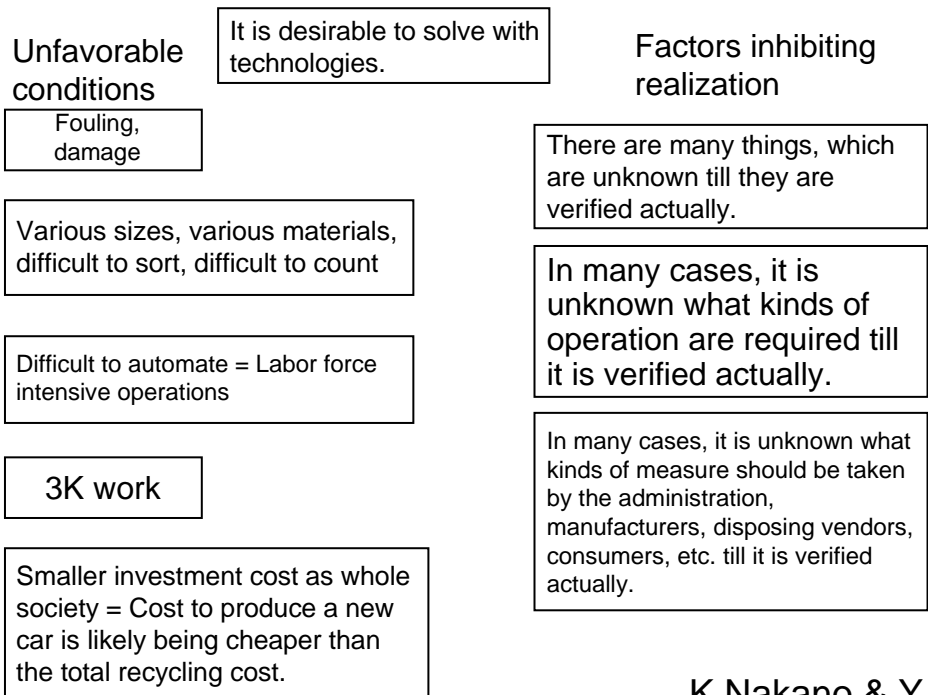 Unfavorable
conditions
It is desirable to solve with
technologies.
Fouling,
damage
Various sizes, various materials,
difficult to sort, difficult to count
Difficult to automate = Labor force
intensive operations
3K work
Smaller investment cost as whole
society = Cost to produce a new
car is likely being cheaper than
the total recycling cost.
Factors inhibiting
realization
There are many things, which
are unknown till they are
verified actually.
In many cases, it is
unknown what kinds of
operation are required till
it is verified actually.
In many cases, it is unknown what
kinds of measure should be taken
by the administration,
manufacturers, disposing vendors,
consumers, etc. till it is verified
actually.
K Nakano & Y